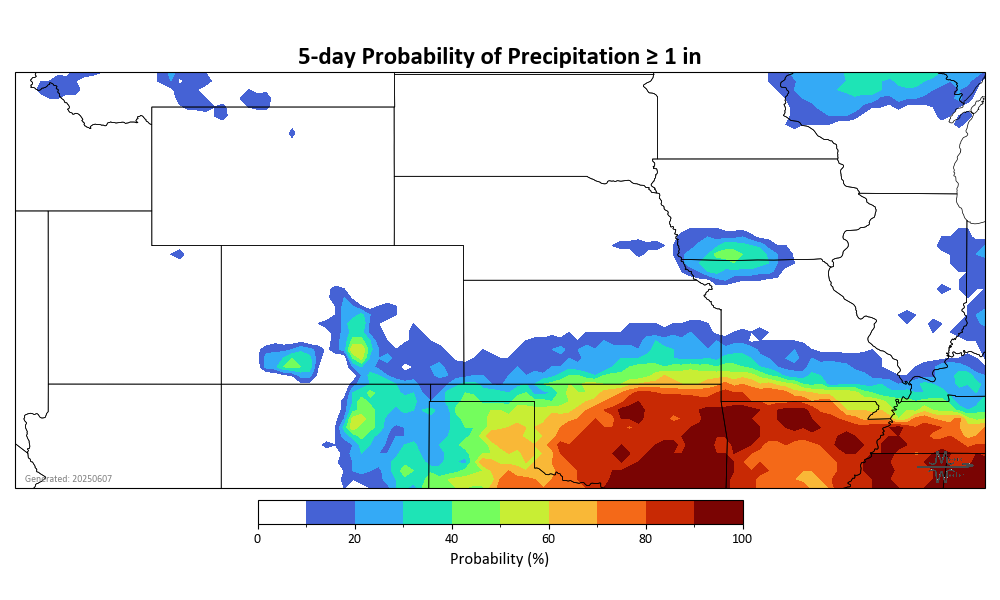 5-day Probability of Precipitation ≥ 1 in
Generated: 20250607
0 20 40 60 80 100
Probability (%)